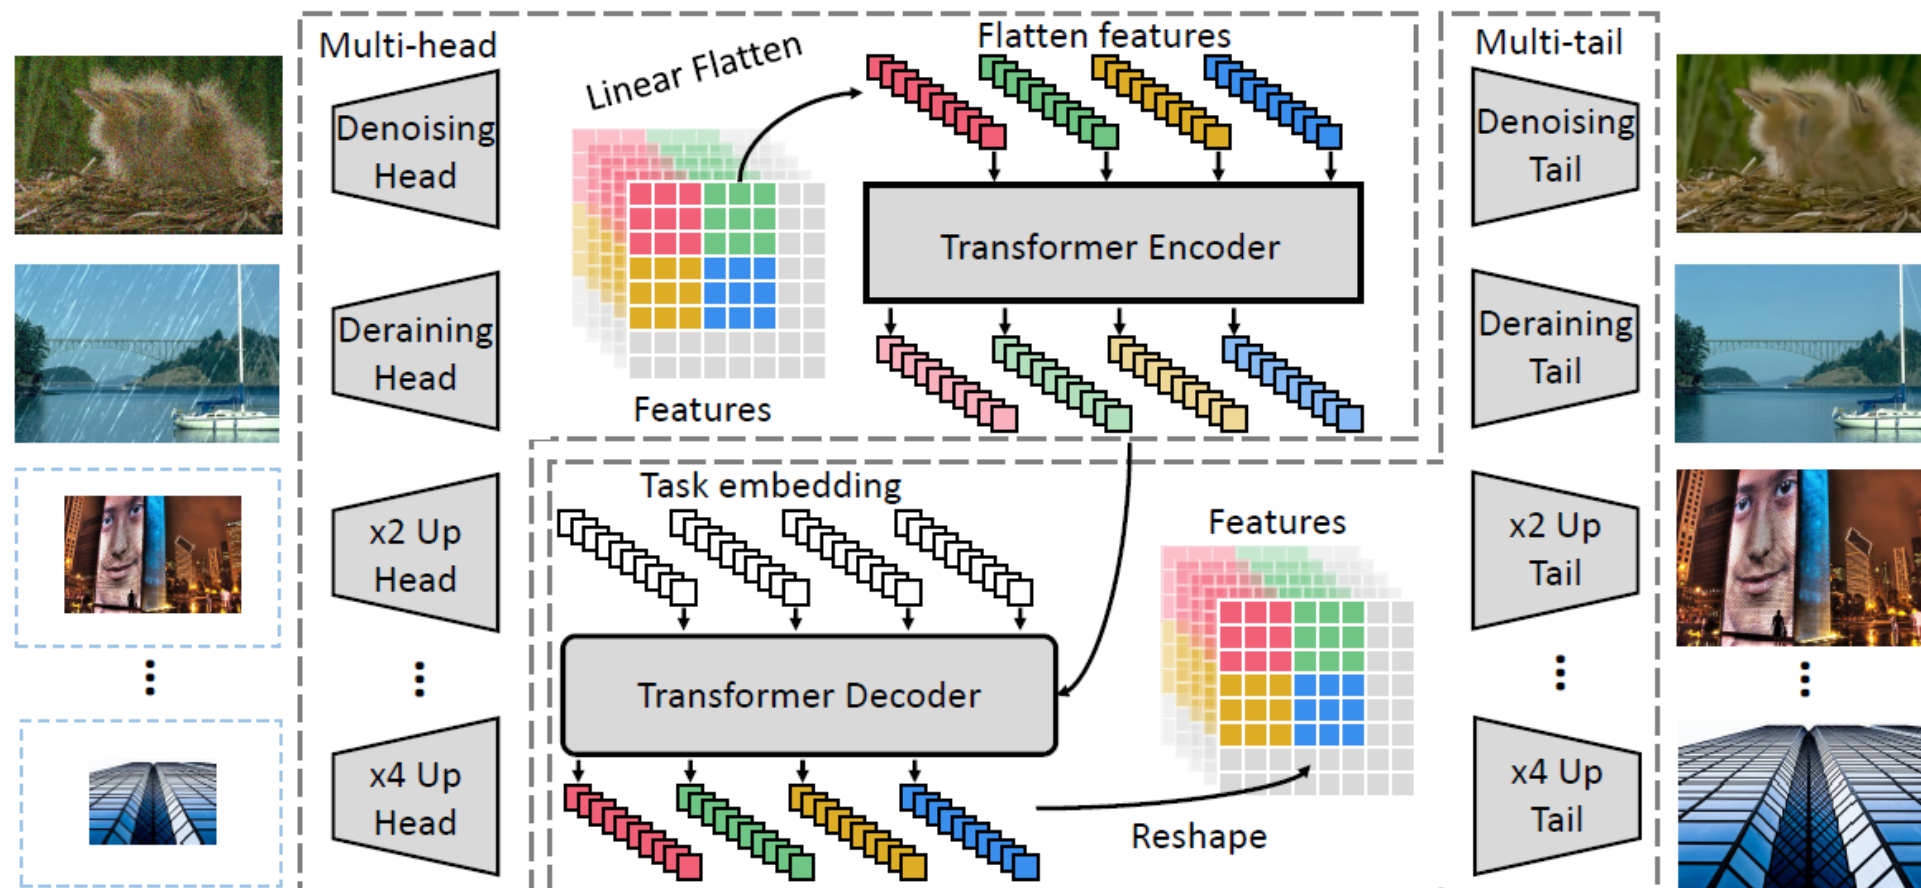 Multi-head
Denoising
Head
Deraining
Head
x2 Up
Head
...
x4 Up
Head
Linear Flatten
Features
Flatten features
Transformer Encoder
Task embedding
Transformer Decoder
Features
Reshape
Multi-tail
Denoising
Tail
Deraining
Tail
x2 Up
Tail
...
x4 Up
Tail